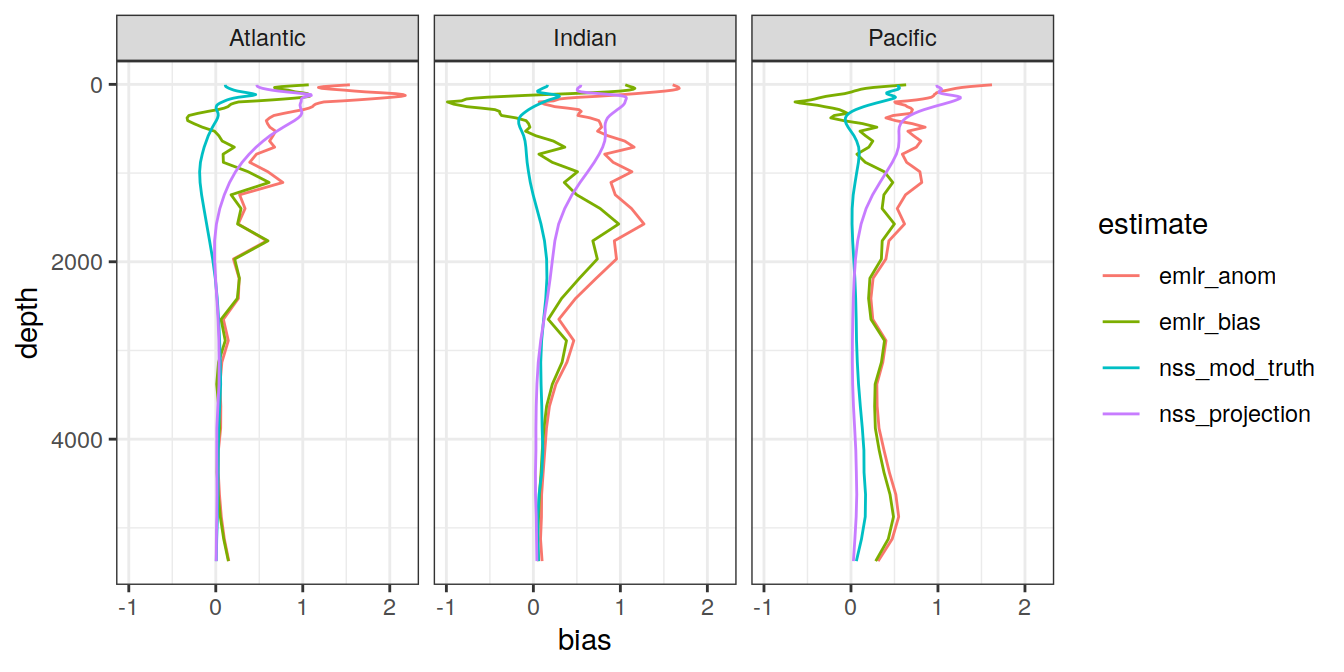 Atlantic Indian Pacific
0
2000
4000
depth
-1 0 1 2 -1 0 1 2 -1 0 1 2
bias
estimate
emlr_anom
emlr_bias
nss_mod_truth
nss_projection